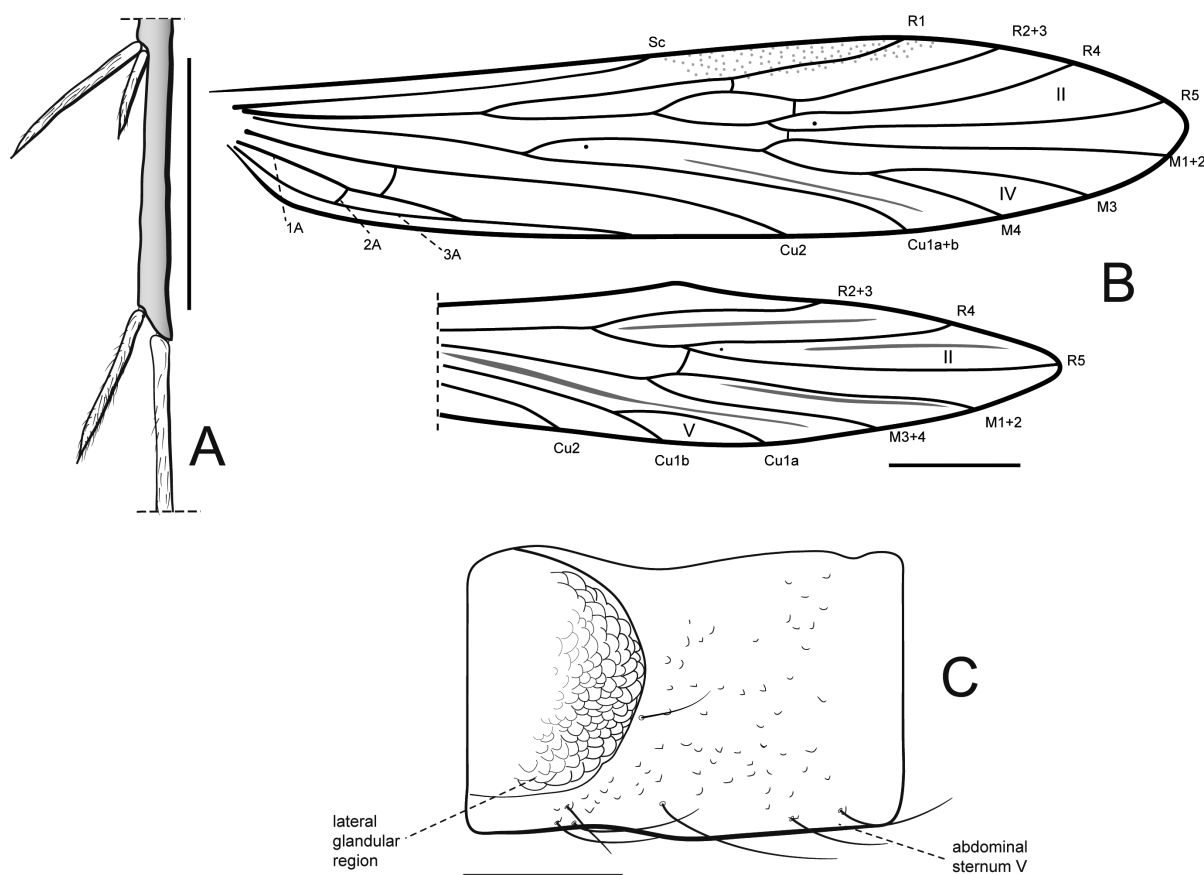 A
B
Sc
R1
R2+3
R4
II
R5
M1+2
IV
M3
M4
Cu1a+b
Cu2
1A
2A
3A
R2+3
R4
II
R5
M1+2
M3+4
V
Cu2
Cu1b
Cu1a
C
lateral
glandular
region
abdominal
sternum V